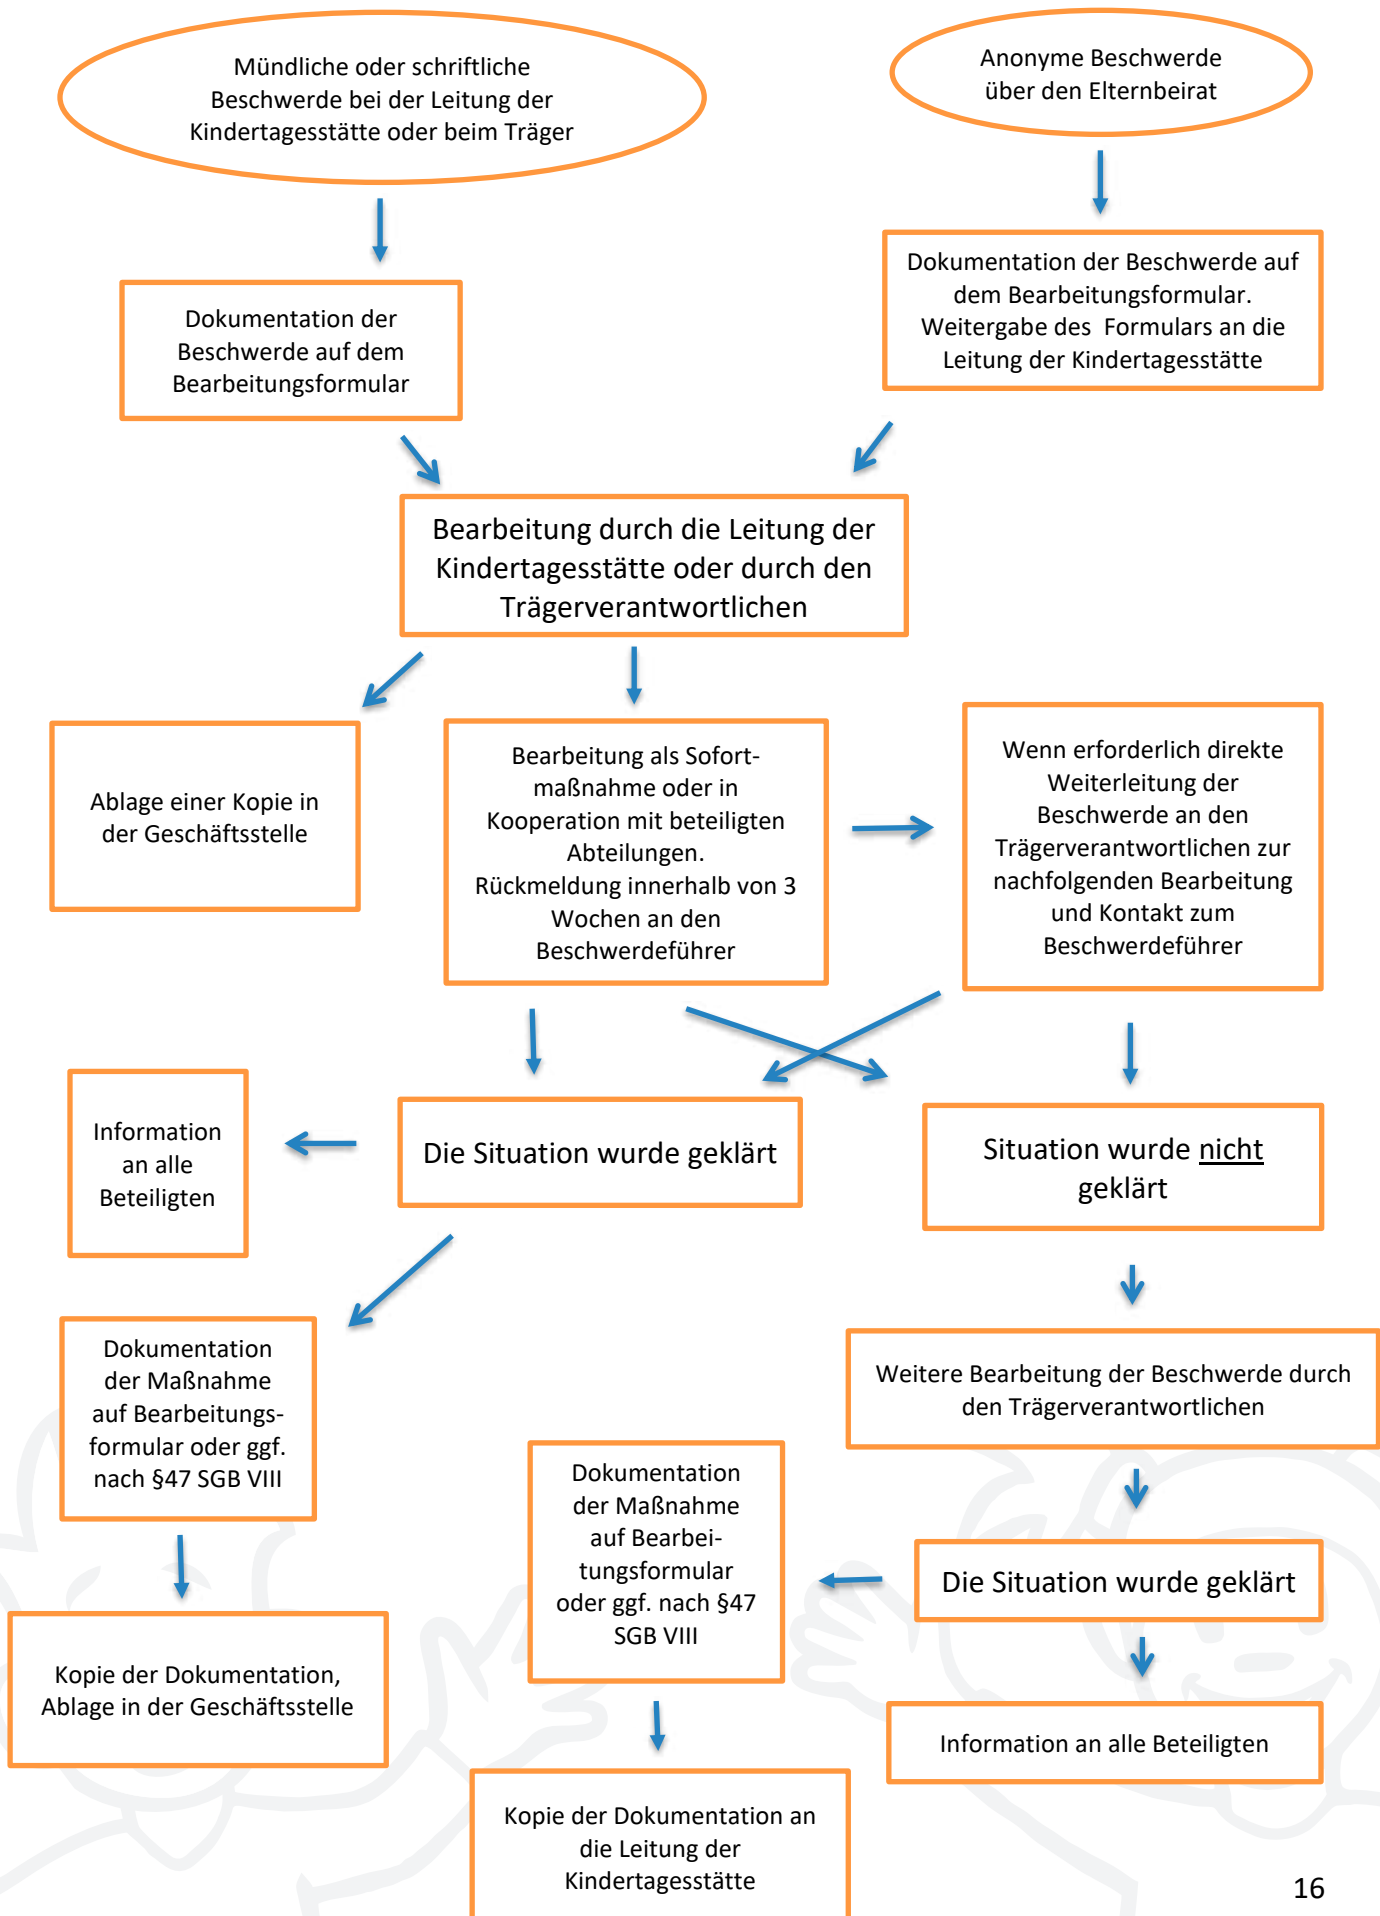 Mündliche oder schriftliche
Beschwerde bei der Leitung der
Kindertagesstätte oder beim Träger
Anonyme Beschwerde
über den Elternbeirat
Dokumentation der
Beschwerde auf dem
Bearbeitungsformular
Dokumentation der Beschwerde auf
dem Bearbeitungsformular.
Weitergabe des  Formulars an die
Leitung der Kindertagesstätte
Bearbeitung durch die Leitung der
Kindertagesstätte oder durch den
Trägerverantwortlichen
Ablage einer Kopie in
der Geschäftsstelle
Bearbeitung als Sofort-
maßnahme oder in
Kooperation mit beteiligten
Abteilungen.
Rückmeldung innerhalb von 3
Wochen an den
Beschwerdeführer
Wenn erforderlich direkte
Weiterleitung der
Beschwerde an den
Trägerverantwortlichen zur
nachfolgenden Bearbeitung
und Kontakt zum
Beschwerdeführer
Information
an alle
Beteiligten
Die Situation wurde geklärt
Situation wurde nicht
geklärt
Dokumentation
der Maßnahme
auf Bearbeitungs-
formular oder ggf.
nach §47 SGB VIII
Weitere Bearbeitung der Beschwerde durch
den Trägerverantwortlichen
Dokumentation
der Maßnahme
auf Bearbei-
tungsformular
oder ggf. nach §47
SGB VIII
Die Situation wurde geklärt
Kopie der Dokumentation,
Ablage in der Geschäftsstelle
Information an alle Beteiligten
Kopie der Dokumentation an
die Leitung der
Kindertagesstätte
16